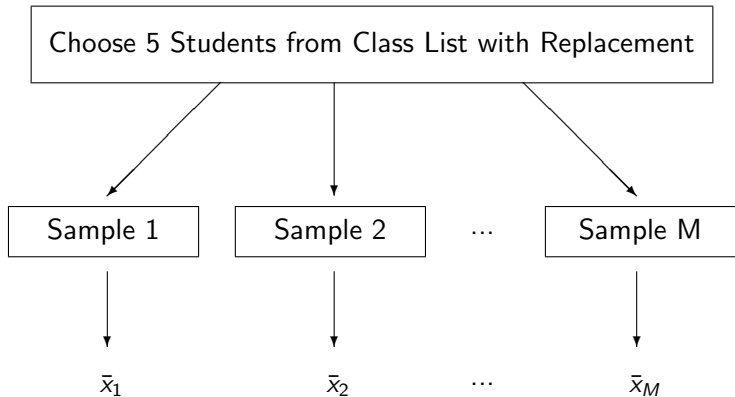 Choose 5 Students from Class List with Replacement
Sample 1 Sample 2 ... Sample M
x̄₁ x̄₂ ... x̄_M